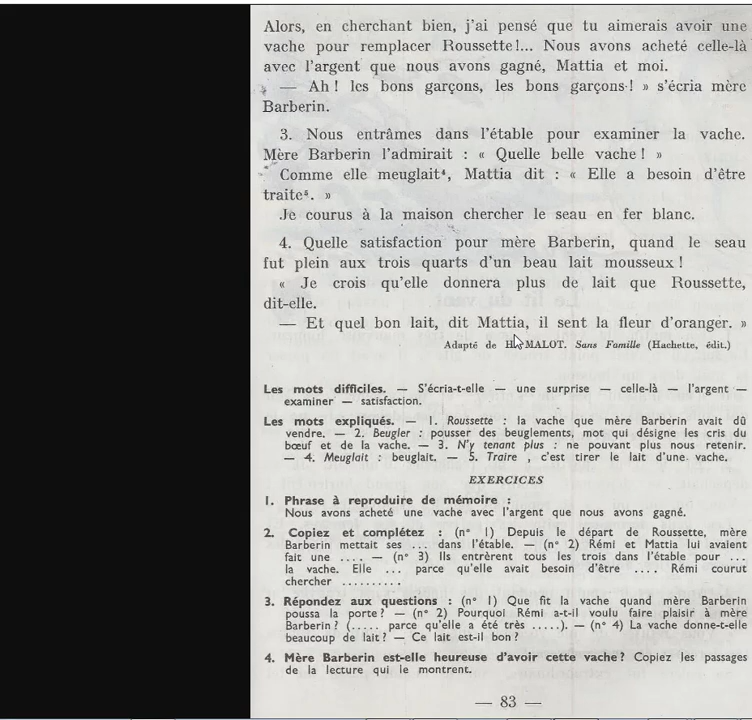 Alors, en cherchant bien, j'ai pensé que tu aimerais avoir une
vache pour remplacer Roussette!... Nous avons acheté celle-là
avec l'argent que nous avons gagné, Mattia et moi.
— Ah ! les bons garçons, les bons garçons ! » s'écria mère
Barberin.
3. Nous entrâmes dans l'étable pour examiner la vache.
Mère Barberin l'admirait : « Quelle belle vache ! »
Comme elle meuglait⁴, Mattia dit : « Elle a besoin d'être
traite⁵. »
Je courus à la maison chercher le seau en fer blanc.
4. Quelle satisfaction pour mère Barberin, quand le seau
fut plein aux trois quarts d'un beau lait mousseux !
« Je crois qu'elle donnera plus de lait que Roussette,
dit-elle.
— Et quel bon lait, dit Mattia, il sent la fleur d'oranger. »
Adapté de H. MALOT. Sans Famille (Hachette, édit.)
Les mots difficiles. — S'écria-t-elle — une surprise — celle-là — l'argent —
examiner — satisfaction.
Les mots expliqués. — 1. Roussette : la vache que mère Barberin avait dû
vendre. — 2. Beugler : pousser des beuglements, mot qui désigne les cris du
bœuf et de la vache. — 3. N'y tenant plus : ne pouvant plus nous retenir.
— 4. Meuglait : beuglait. — 5. Traire , c'est tirer le lait d'une vache.
EXERCICES
1. Phrase à reproduire de mémoire :
Nous avons acheté une vache avec l'argent que nous avons gagné.
2. Copiez et complétez : (n° 1) Depuis le départ de Roussette, mère
Barberin mettait ses ... dans l'étable. — (n° 2) Rémi et Mattia lui avaient
fait une .... — (n° 3) Ils entrèrent tous les trois dans l'étable pour ...
la vache. Elle ... parce qu'elle avait besoin d'être .... Rémi courut
chercher ..........
3. Répondez aux questions : (n° 1) Que fit la vache quand mère Barberin
poussa la porte ? — (n° 2) Pourquoi Rémi a-t-il voulu faire plaisir à mère
Barberin ? (..... parce qu'elle a été très .....). — (n° 4) La vache donne-t-elle
beaucoup de lait ? — Ce lait est-il bon ?
4. Mère Barberin est-elle heureuse d'avoir cette vache ? Copiez les passages
de la lecture qui le montrent.
— 83 —